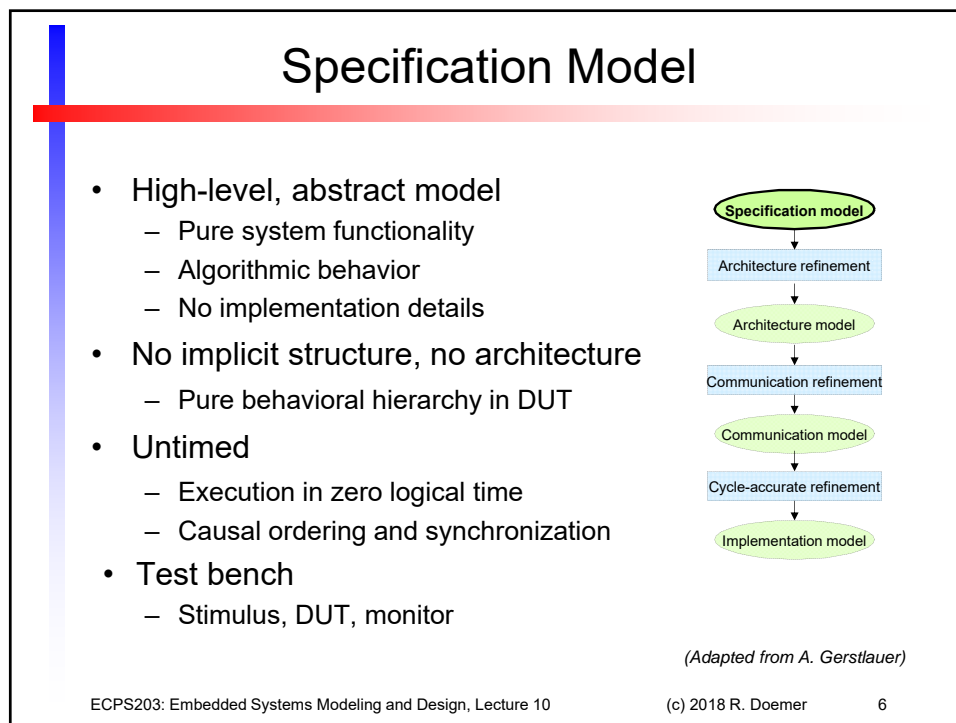 Specification Model
• High-level, abstract model
– Pure system functionality
– Algorithmic behavior
– No implementation details
• No implicit structure, no architecture
– Pure behavioral hierarchy in DUT
• Untimed
– Execution in zero logical time
– Causal ordering and synchronization
• Test bench
– Stimulus, DUT, monitor
Specification model
Architecture refinement
Architecture model
Communication refinement
Communication model
Cycle-accurate refinement
Implementation model
(Adapted from A. Gerstlauer)
ECPS203: Embedded Systems Modeling and Design, Lecture 10 (c) 2018 R. Doemer 6